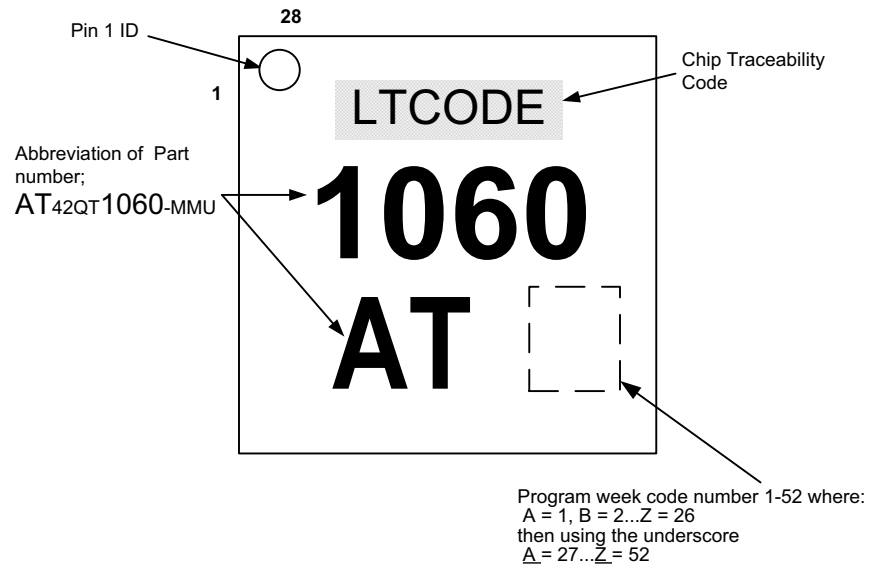 28
Pin 1 ID
1
LTCODE
Chip Traceability
Code
Abbreviation of Part
number;
AT42QT1060-MMU
1060
AT
Program week code number 1-52 where:
A = 1, B = 2...Z = 26
then using the underscore
A = 27...Z = 52